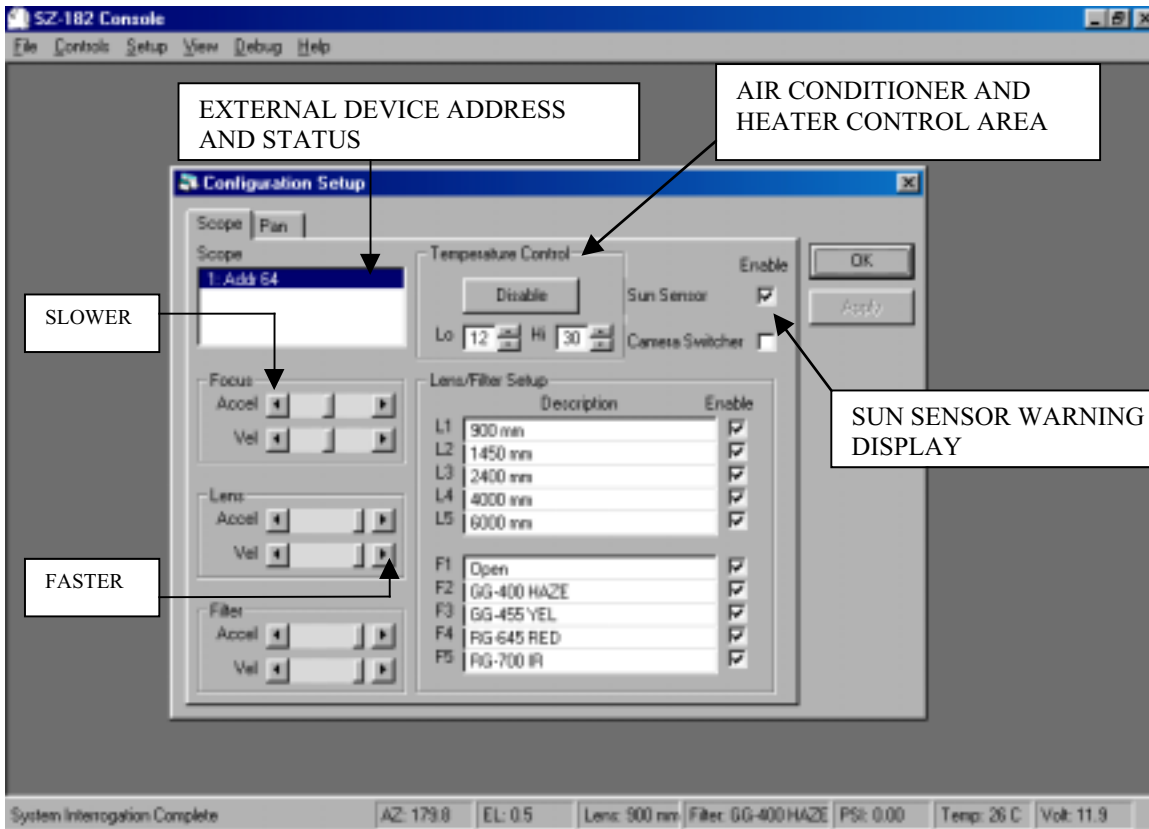 SZ-182 Console
File Controls Setup View Debug Help
EXTERNAL DEVICE ADDRESS
AND STATUS
AIR CONDITIONER AND
HEATER CONTROL AREA
Configuration Setup
Scope Pan
Scope
1: Addr 64
Temperature Control
Disable
Lo 12 Hi 30
Enable
Sun Sensor
Camera Switcher
OK
Apply
SLOWER
SUN SENSOR WARNING
DISPLAY
FASTER
Focus
Accel
Vel
Lens
Accel
Vel
Filter
Accel
Vel
Lens/Filter Setup
Description Enable
L1 900 mm
L2 1450 mm
L3 2400 mm
L4 4000 mm
L5 6000 mm
F1 Open
F2 GG-400 HAZE
F3 GG-455 YEL
F4 RG-645 RED
F5 RG-700 IR
System Interrogation Complete AZ: 179.8 EL: 0.5 Lens: 900 mm Filter: GG-400 HAZE PSI: 0.00 Temp: 26 C Volt: 11.9